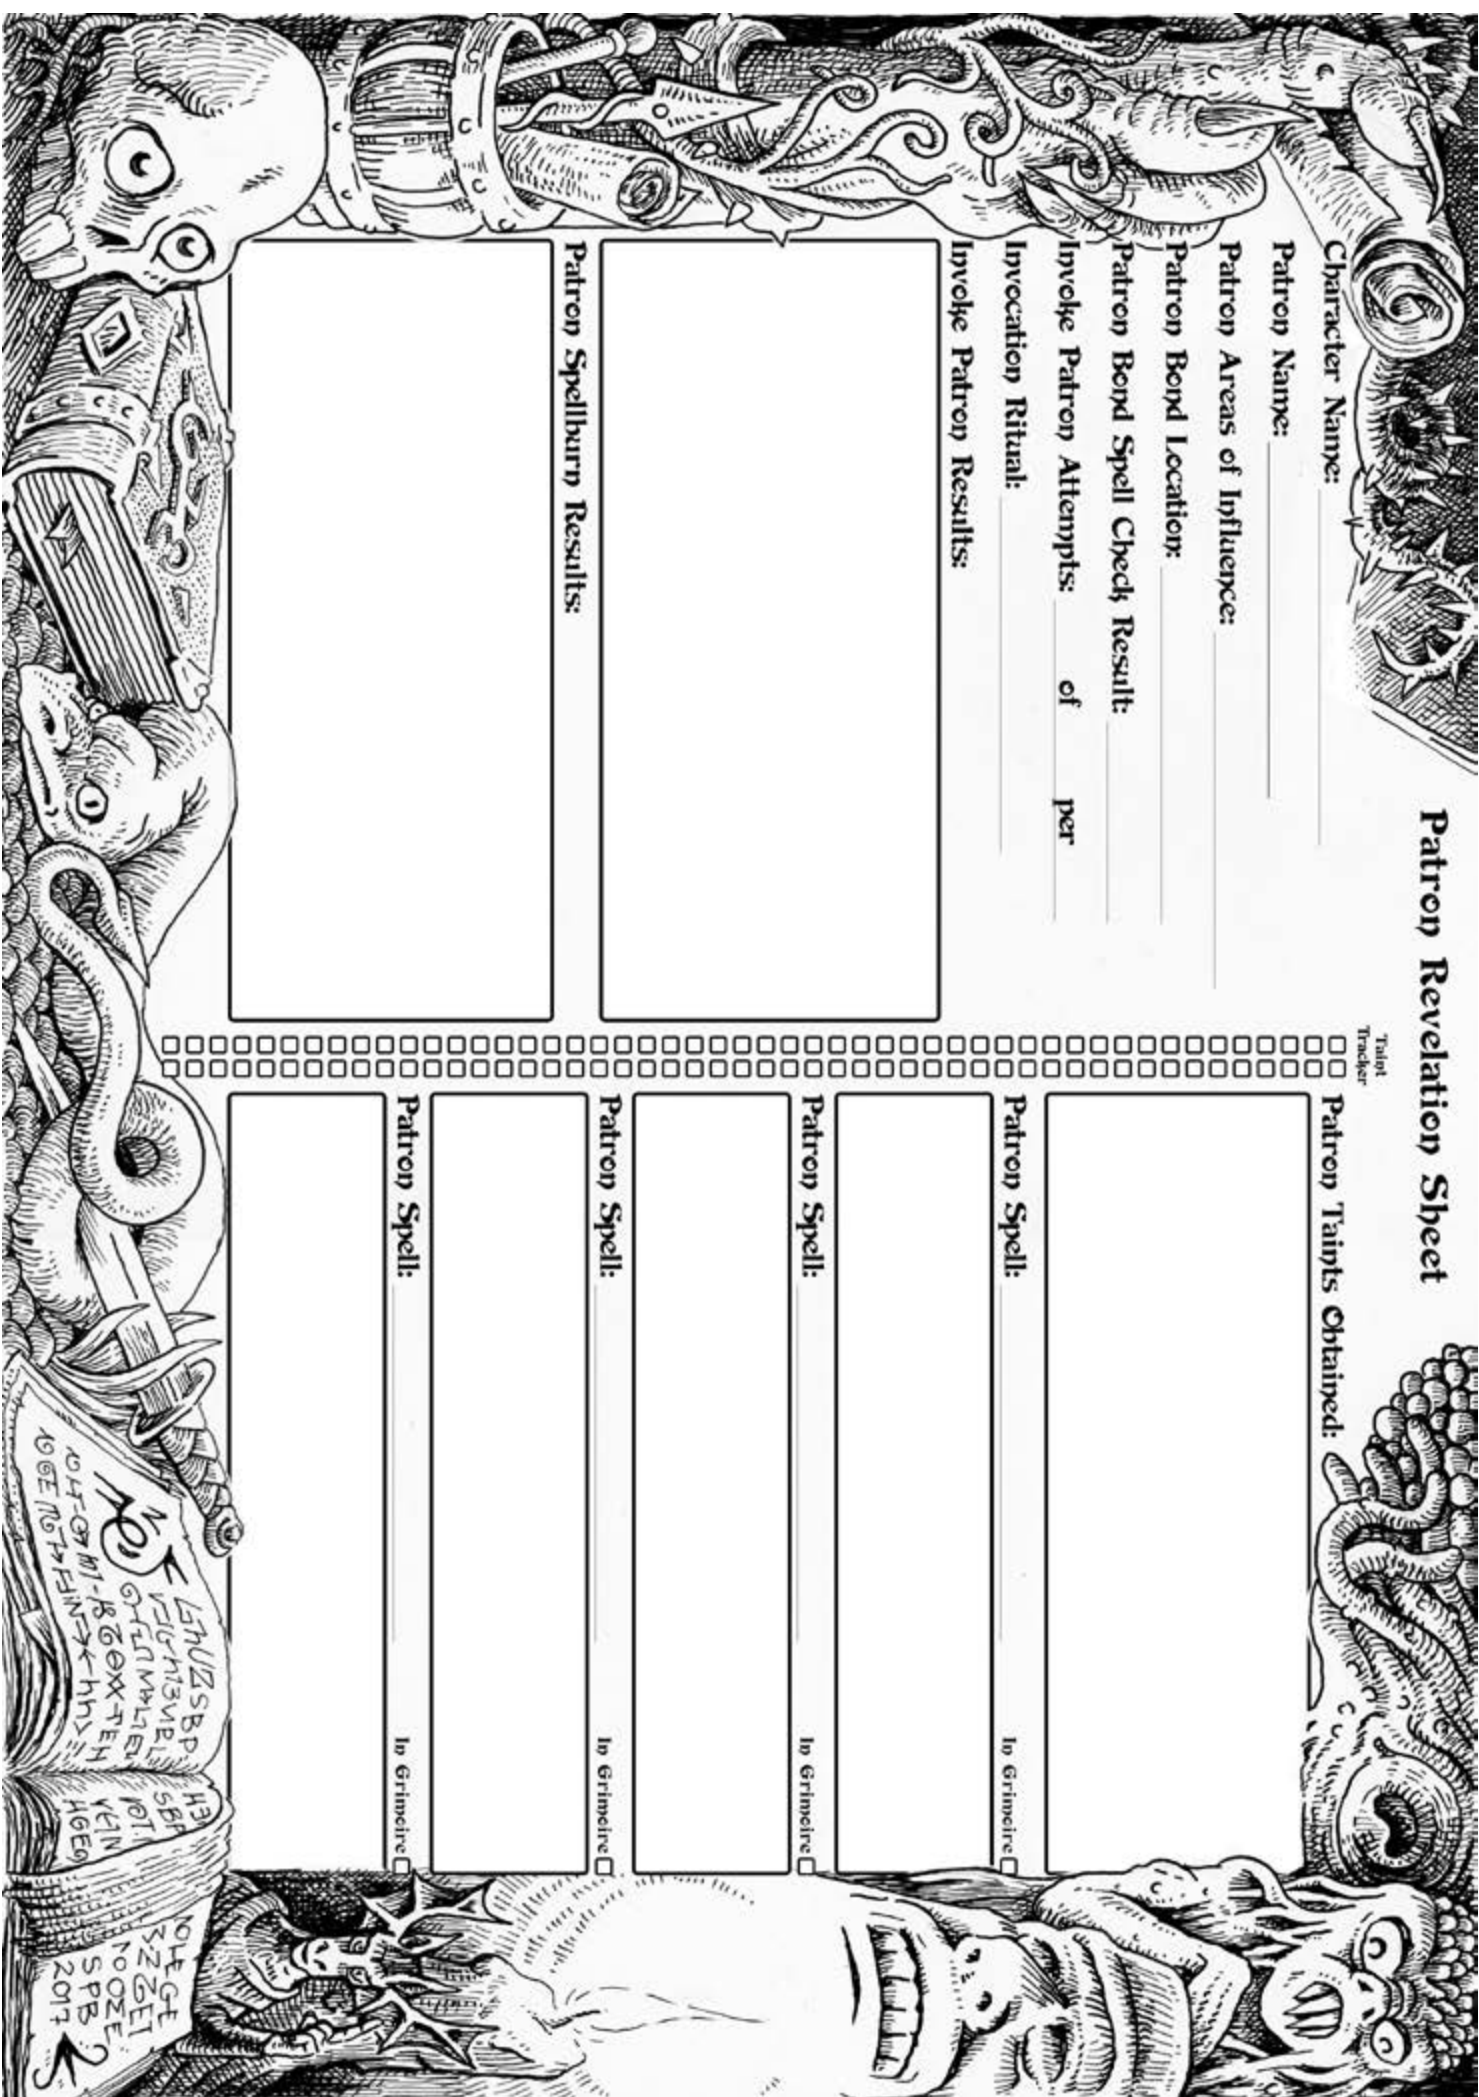 Patron Revelation Sheet
Character Name:
Patron Name:
Patron Areas of Influence:
Patron Bond Location:
Patron Bond Spell Check Result:
Invoke Patron Attempts: of per
Invocation Ritual:
Invoke Patron Results:
Patron Spellburn Results:
Taint
Tracker
Patron Taints Obtained:
Patron Spell: In Grimoire
Patron Spell: In Grimoire
Patron Spell: In Grimoire
Patron Spell: In Grimoire
SPB
2017